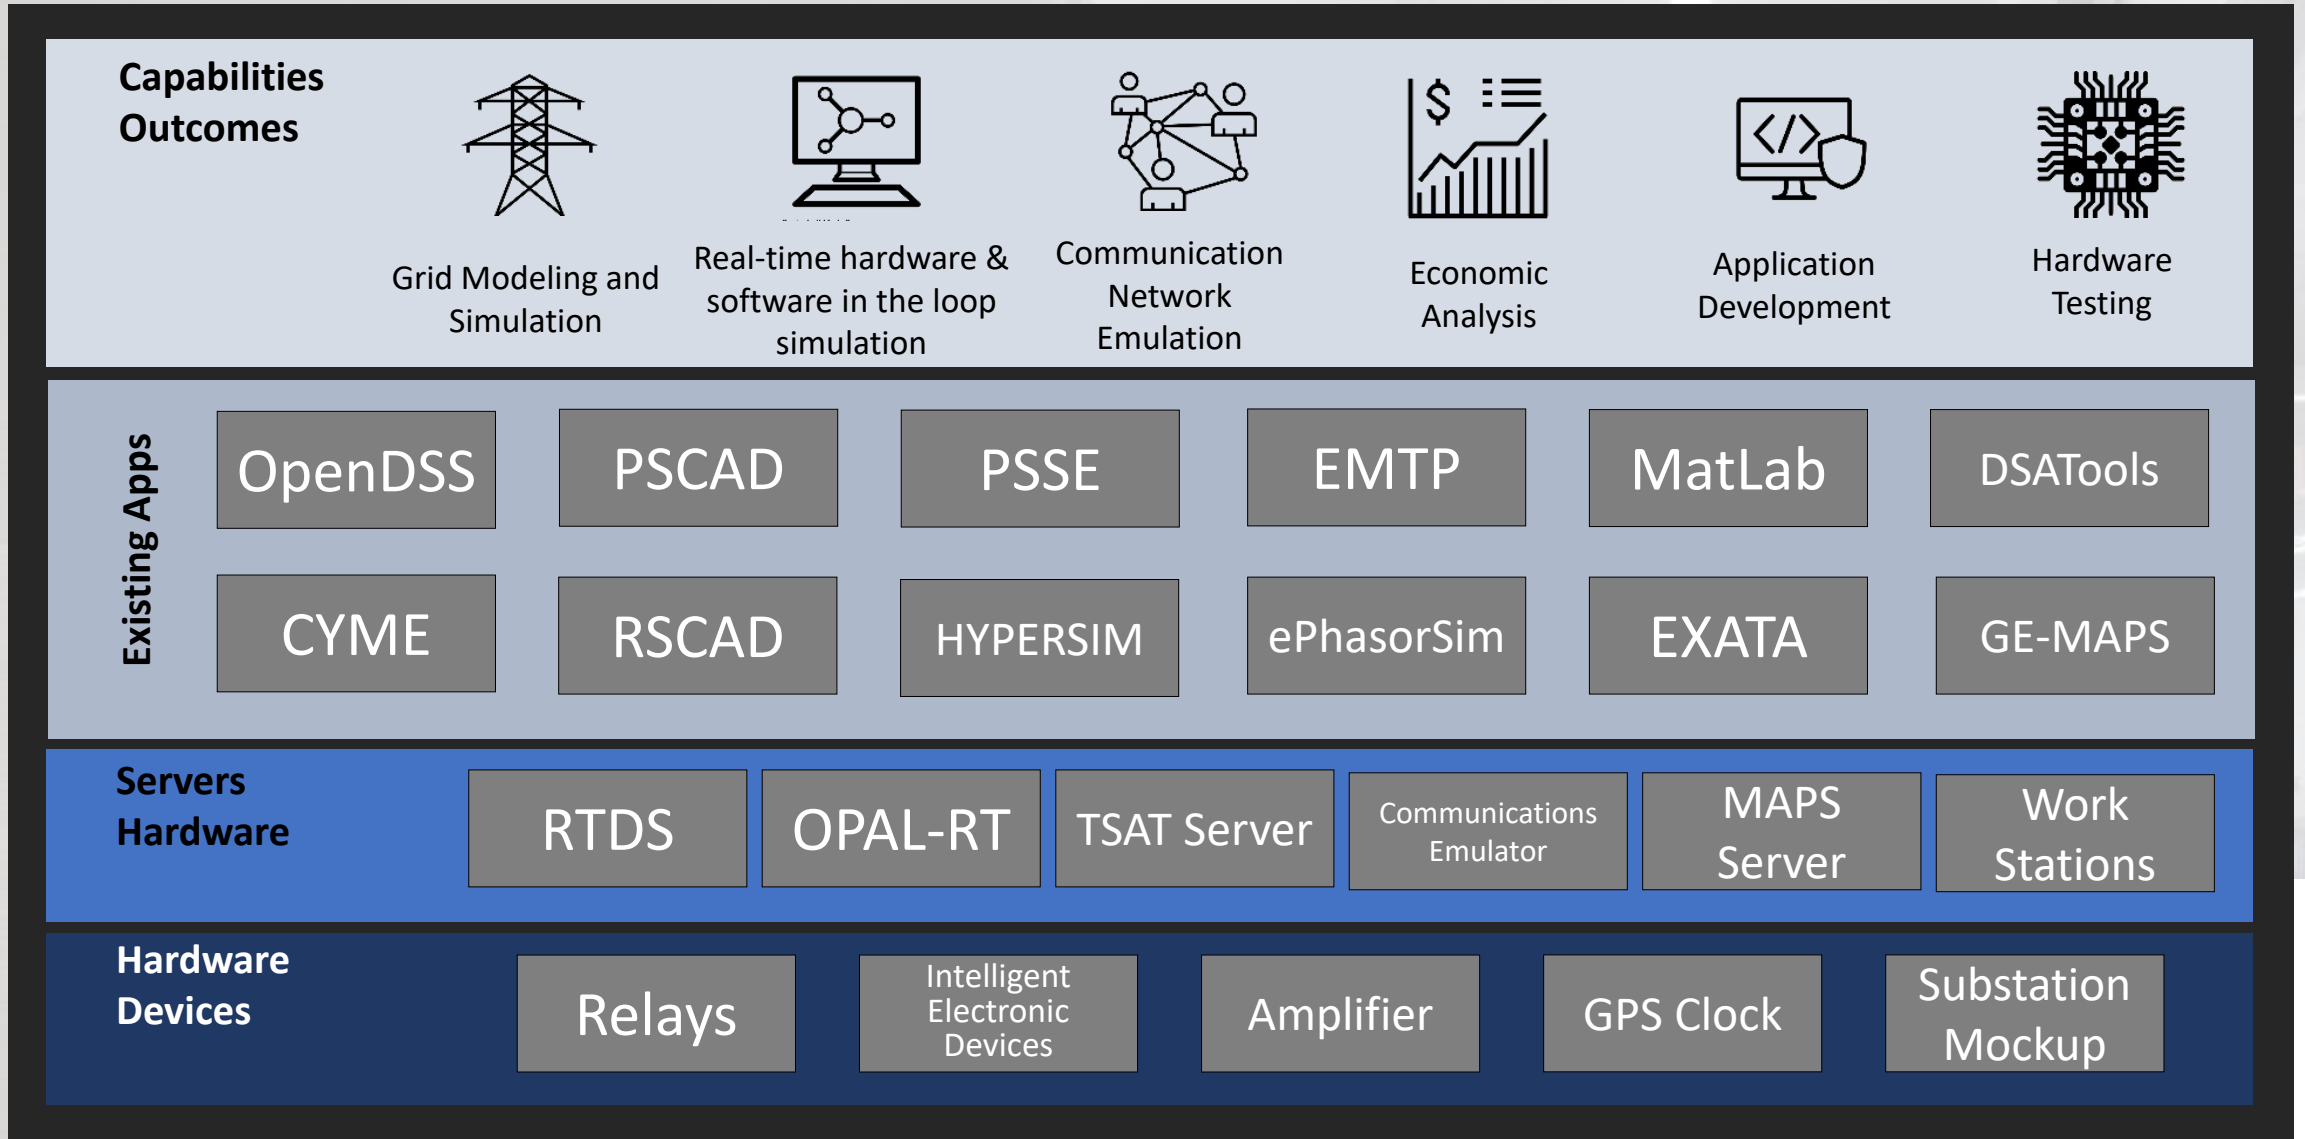 Capabilities
Outcomes
Grid Modeling and
Simulation
Real-time hardware &
software in the loop
simulation
Communication
Network
Emulation
$
Economic
Analysis
</>
Application
Development
Hardware
Testing
Existing Apps
OpenDSS
PSCAD
PSSE
EMTP
MatLab
DSATools
CYME
RSCAD
HYPERSIM
ePhasorSim
EXATA
GE-MAPS
Servers
Hardware
RTDS
OPAL-RT
TSAT Server
Communications
Emulator
MAPS
Server
Work
Stations
Hardware
Devices
Relays
Intelligent
Electronic
Devices
Amplifier
GPS Clock
Substation
Mockup